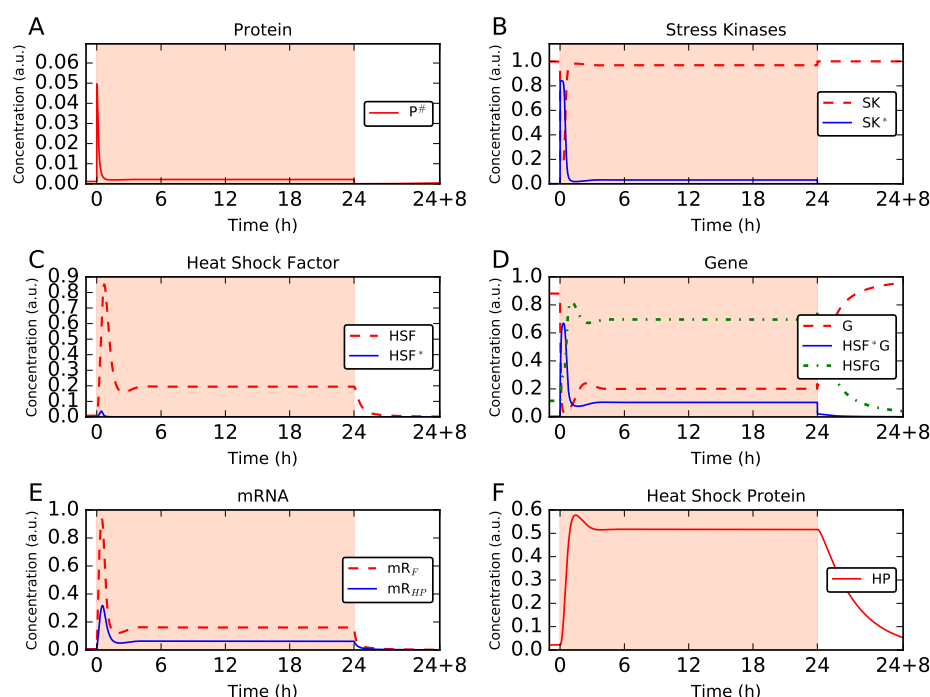 A
Protein
Concentration (a.u.)
0.06
0.05
0.04
0.03
0.02
0.01
0.00
P#
0 6 12 18 24 24+8
Time (h)
B
Stress Kinases
Concentration (a.u.)
1.0
0.8
0.6
0.4
0.2
0.0
SK
SK*
0 6 12 18 24 24+8
Time (h)
C
Heat Shock Factor
Concentration (a.u.)
0.9
0.8
0.7
0.6
0.5
0.4
0.3
0.2
0.1
0.0
HSF
HSF*
0 6 12 18 24 24+8
Time (h)
D
Gene
Concentration (a.u.)
1.0
0.8
0.6
0.4
0.2
0.0
G
HSF*G
HSFG
0 6 12 18 24 24+8
Time (h)
E
mRNA
Concentration (a.u.)
1.0
0.8
0.6
0.4
0.2
0.0
mR_F
mR_HP
0 6 12 18 24 24+8
Time (h)
F
Heat Shock Protein
Concentration (a.u.)
0.6
0.5
0.4
0.3
0.2
0.1
0.0
HP
0 6 12 18 24 24+8
Time (h)